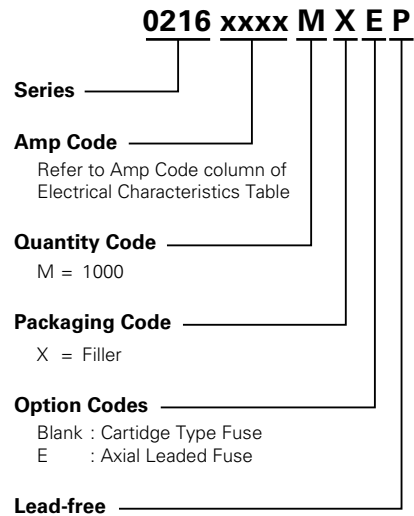 0216 xxxx M X E P
Series
Amp Code
Refer to Amp Code column of
Electrical Characteristics Table
Quantity Code
M = 1000
Packaging Code
X = Filler
Option Codes
Blank : Cartidge Type Fuse
E : Axial Leaded Fuse
Lead-free